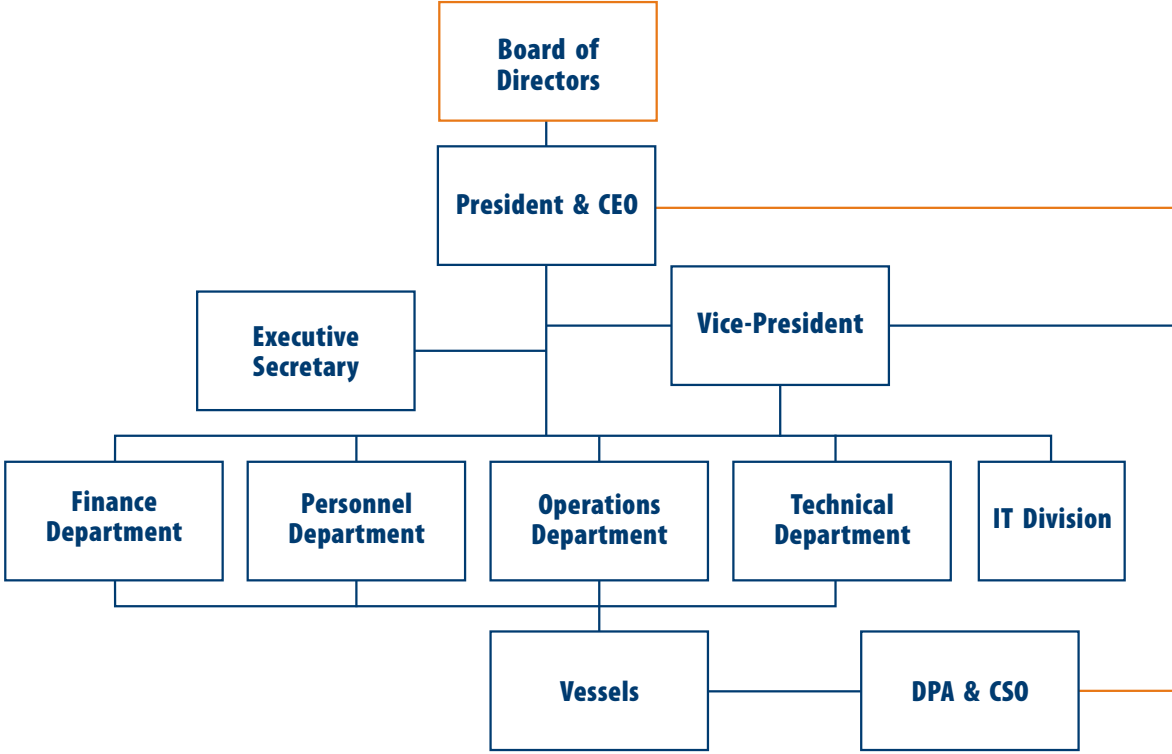 Board of
Directors
President & CEO
Vice-President
Executive
Secretary
Finance
Department
Personnel
Department
Operations
Department
Technical
Department
IT Division
Vessels
DPA & CSO